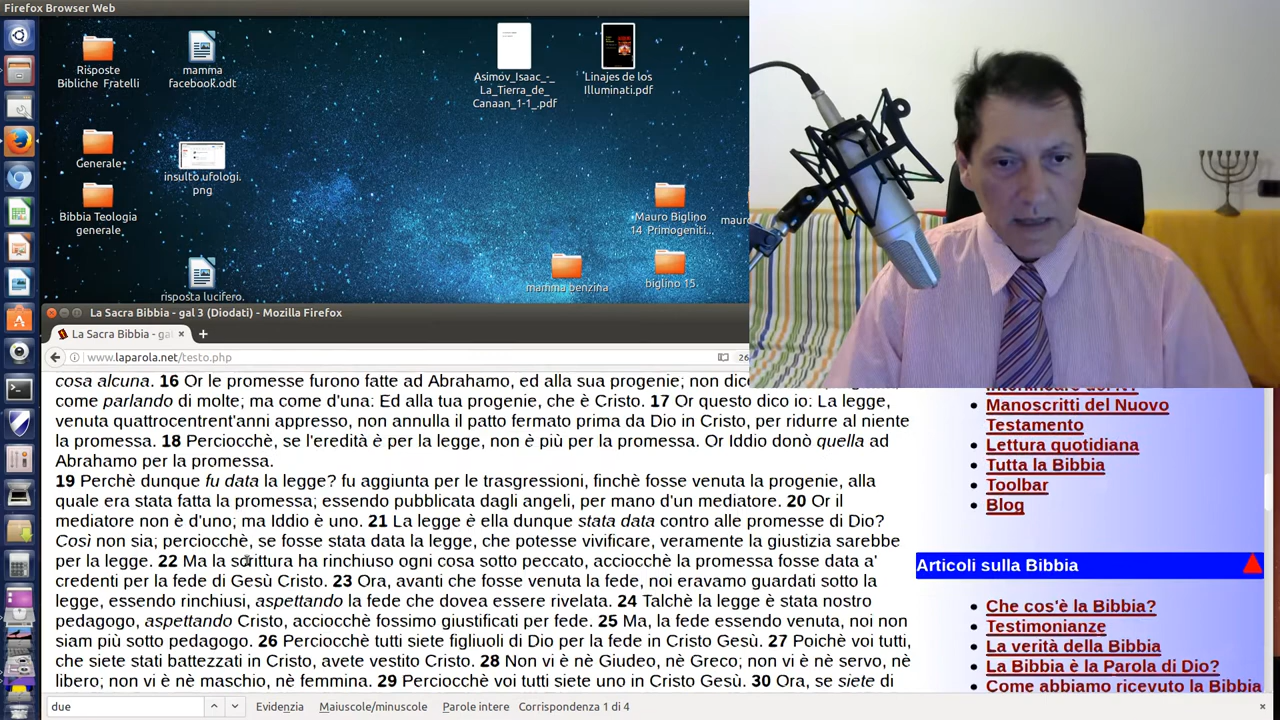 Firefox Browser Web
Risposte
Bibliche Fratelli
mamma
facebook.odt
Asimov_Isaac_-_
La_Tierra_de_
Canaan_1-1_.pdf
Linajes de los
Illuminati.pdf
Generale
insulto ufologi.
png
Bibbia Teologia
generale
Mauro Biglino
14 Primogeniti...
mamma benzina
biglino 15.
risposta lucifero.
La Sacra Bibbia - gal 3 (Diodati) - Mozilla Firefox
La Sacra Bibbia - gal
www.laparola.net/testo.php
cosa alcuna. 16 Or le promesse furono fatte ad Abrahamo, ed alla sua progenie; non
come parlando di molte; ma come d'una: Ed alla tua progenie, che è Cristo. 17 Or questo dico io: La legge,
venuta quattrocentrent'anni appresso, non annulla il patto fermato prima da Dio in Cristo, per ridurre al niente
la promessa. 18 Perciocchè, se l'eredità è per la legge, non è più per la promessa. Or Iddio donò quella ad
Abrahamo per la promessa.
19 Perchè dunque fu data la legge? fu aggiunta per le trasgressioni, finchè fosse venuta la progenie, alla
quale era stata fatta la promessa; essendo pubblicata dagli angeli, per mano d'un mediatore. 20 Or il
mediatore non è d'uno; ma Iddio è uno. 21 La legge è ella dunque stata data contro alle promesse di Dio?
Così non sia; perciocchè, se fosse stata data la legge, che potesse vivificare, veramente la giustizia sarebbe
per la legge. 22 Ma la scrittura ha rinchiuso ogni cosa sotto peccato, acciocchè la promessa fosse data a'
credenti per la fede di Gesù Cristo. 23 Ora, avanti che fosse venuta la fede, noi eravamo guardati sotto la
legge, essendo rinchiusi, aspettando la fede che dovea essere rivelata. 24 Talchè la legge è stata nostro
pedagogo, aspettando Cristo, acciocchè fossimo giustificati per fede. 25 Ma, la fede essendo venuta, noi non
siam più sotto pedagogo. 26 Perciocchè tutti siete figliuoli di Dio per la fede in Cristo Gesù. 27 Poichè voi tutti,
che siete stati battezzati in Cristo, avete vestito Cristo. 28 Non vi è nè Giudeo, nè Greco; non vi è nè servo, nè
libero; non vi è nè maschio, nè femmina. 29 Perciocchè voi tutti siete uno in Cristo Gesù. 30 Ora, se siete di
Manoscritti del Nuovo
Testamento
Lettura quotidiana
Tutta la Bibbia
Toolbar
Blog
Articoli sulla Bibbia
Che cos'è la Bibbia?
Testimonianze
La verità della Bibbia
La Bibbia è la Parola di Dio?
Come abbiamo ricevuto la Bibbia
due
Evidenzia
Maiuscole/minuscole
Parole intere
Corrispondenza 1 di 4